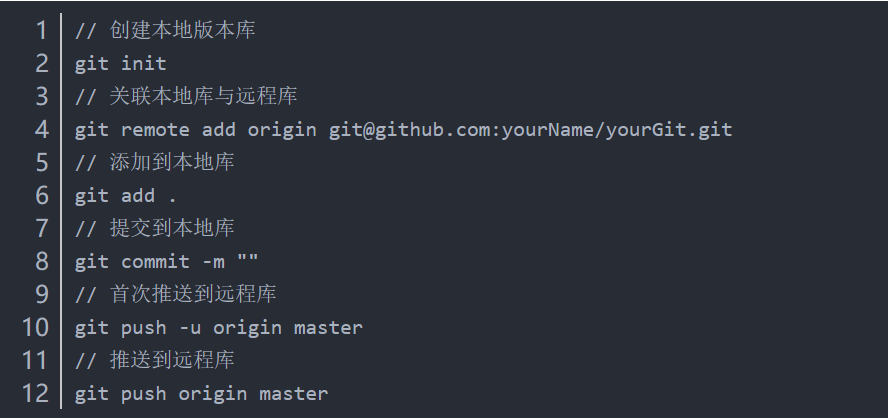 1 // 创建本地版本库
2 git init
3 // 关联本地库与远程库
4 git remote add origin git@github.com:yourName/yourGit.git
5 // 添加到本地库
6 git add .
7 // 提交到本地库
8 git commit -m ""
9 // 首次推送到远程库
10 git push -u origin master
11 // 推送到远程库
12 git push origin master